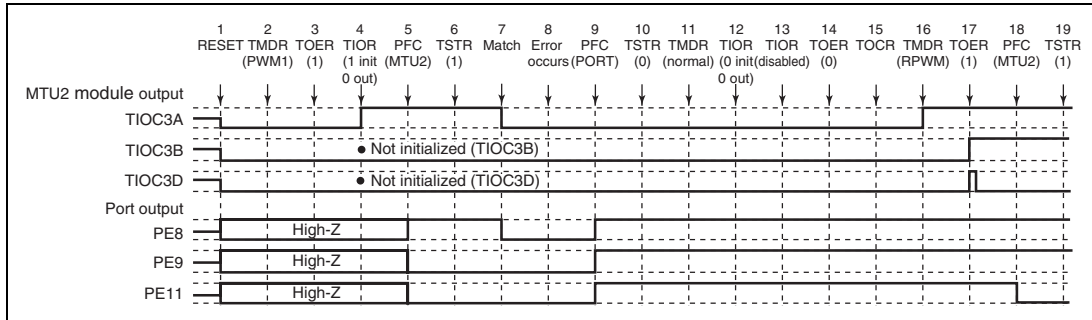 1 2 3 4 5 6 7 8 9 10 11 12 13 14 15 16 17 18 19
RESET TMDR TOER TIOR PFC TSTR Match Error PFC TSTR TMDR TIOR TIOR TOER TOCR TMDR TOER PFC TSTR
(PWM1) (1) (1 init (MTU2) (1) occurs (PORT) (0) (normal) (0 init (disabled) (0) (RPWM) (1) (MTU2) (1)
0 out) 0 out)
MTU2 module output
TIOC3A
TIOC3B • Not initialized (TIOC3B)
TIOC3D • Not initialized (TIOC3D)
Port output
PE8 High-Z
PE9 High-Z
PE11 High-Z